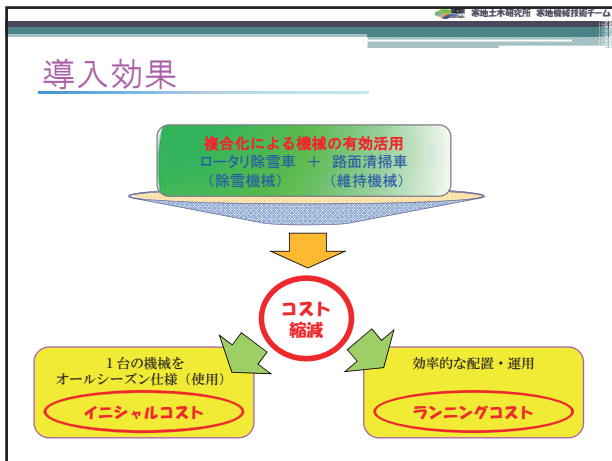 寒地土木研究所 寒地機械技術チーム
導入効果
複合化による機械の有効活用
ロータリ除雪車 + 路面清掃車
(除雪機械) (維持機械)
コスト
縮減
1台の機械を
オールシーズン仕様(使用)
イニシャルコスト
効率的な配置・運用
ランニングコスト